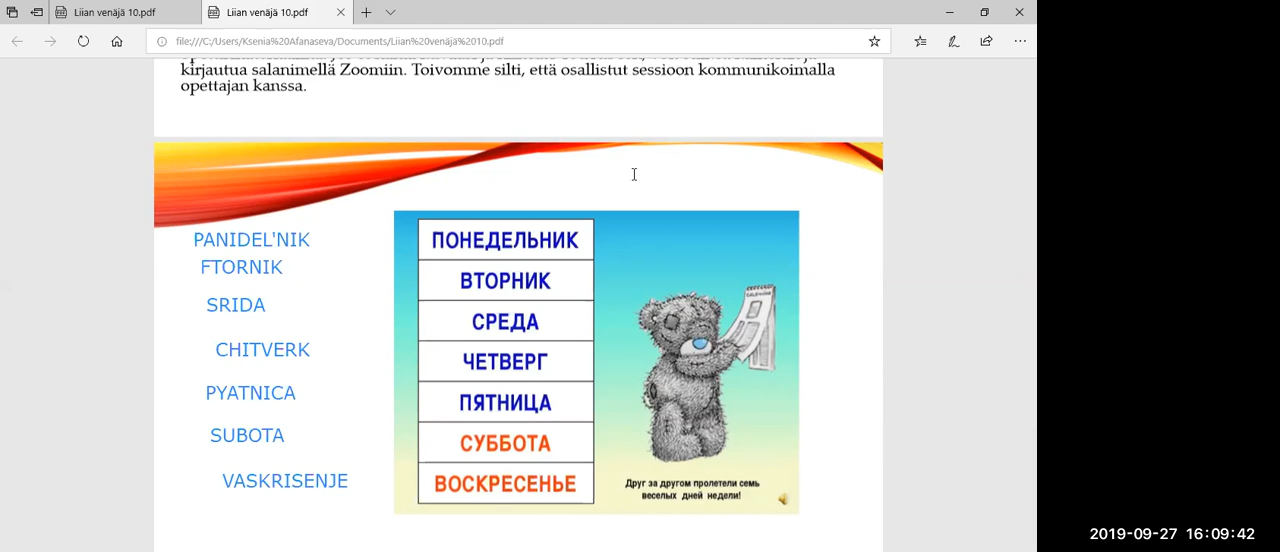 Liian venäjä 10.pdf
Liian venäjä 10.pdf
file:///C:/Users/Ksenia%20Afanaseva/Documents/Liian%20venäjä%2010.pdf
kirjautua salanimellä Zoomiin. Toivomme silti, että osallistut sessioon kommunikoimalla
opettajan kanssa.
PANIDEL'NIK
FTORNIK
SRIDA
CHITVERK
PYATNICA
SUBOTA
VASKRISENJE
ПОНЕДЕЛЬНИК
ВТОРНИК
СРЕДА
ЧЕТВЕРГ
ПЯТНИЦА
СУББОТА
ВОСКРЕСЕНЬЕ
Друг за другом пролетели семь
веселых дней недели!
2019-09-27 16:09:42